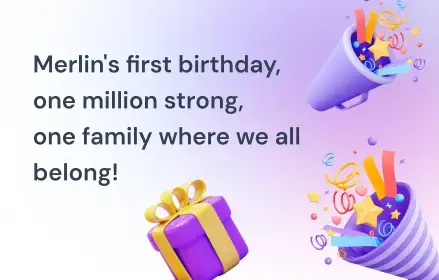 Merlin's first birthday,
one million strong,
one family where we all
belong!